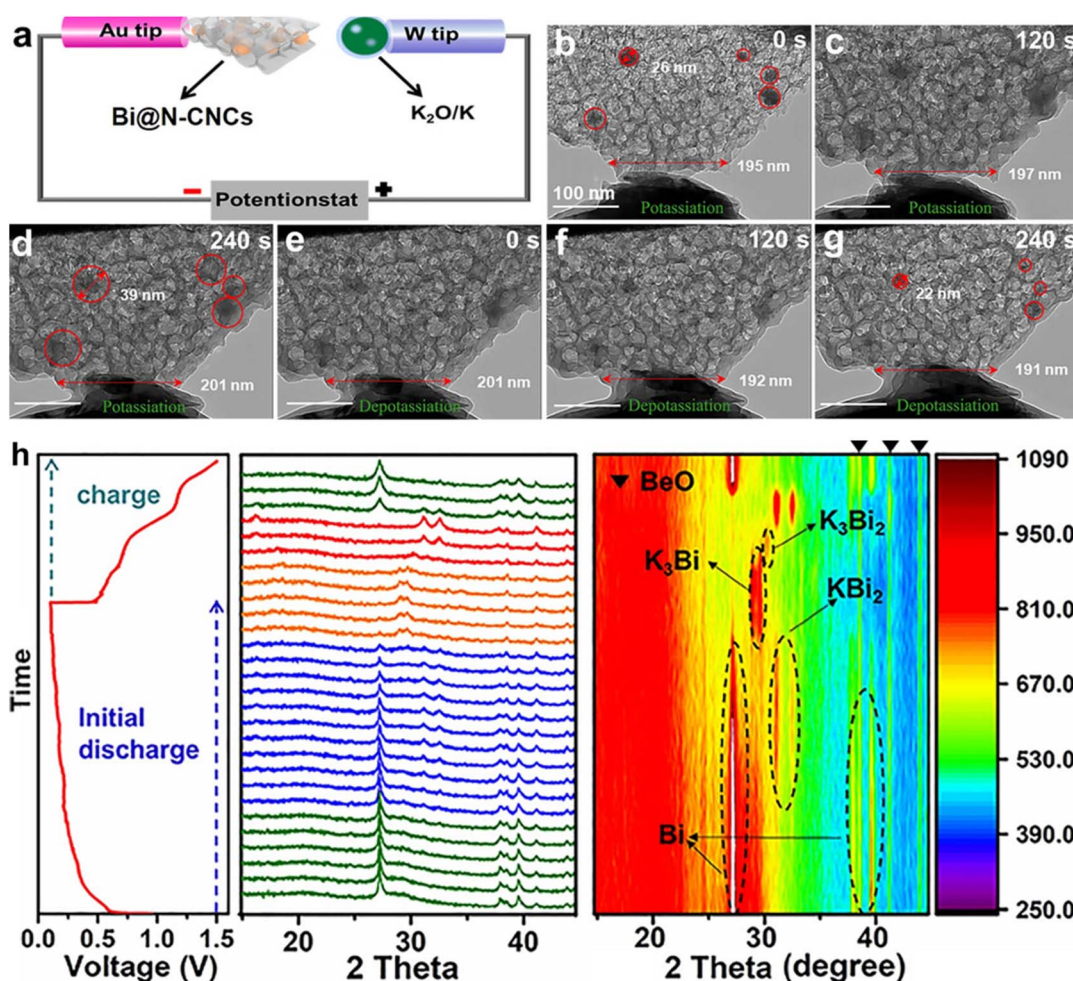 a
Au tip
W tip
Bi@N-CNCs
K₂O/K
Potentionstat
b
0 s
26 nm
195 nm
100 nm
Potassiation
c
120 s
197 nm
Potassiation
d
240 s
39 nm
201 nm
Potassiation
e
0 s
201 nm
Depotassiation
f
120 s
192 nm
Depotassiation
g
240 s
22 nm
191 nm
Depotassiation
h
charge
Initial
discharge
Time
0.0 0.5 1.0 1.5
Voltage (V)
20 30 40
2 Theta
BeO
K₃Bi₂
K₃Bi
KBi₂
Bi
20 30 40
2 Theta (degree)
1090
950.0
810.0
670.0
530.0
390.0
250.0